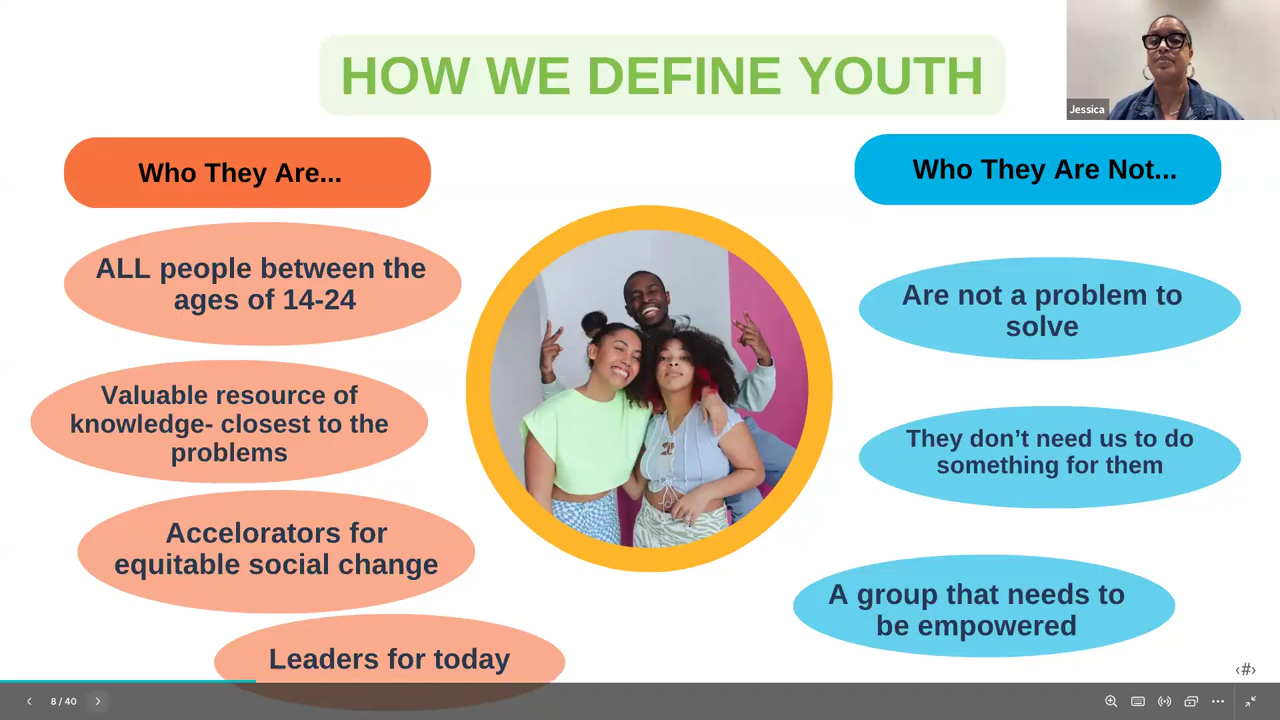 HOW WE DEFINE YOUTH
Jessica
Who They Are...
ALL people between the
ages of 14-24
Valuable resource of
knowledge- closest to the
problems
Accelorators for
equitable social change
Leaders for today
Who They Are Not...
Are not a problem to
solve
They don’t need us to do
something for them
A group that needs to
be empowered
‹#›
8 / 40